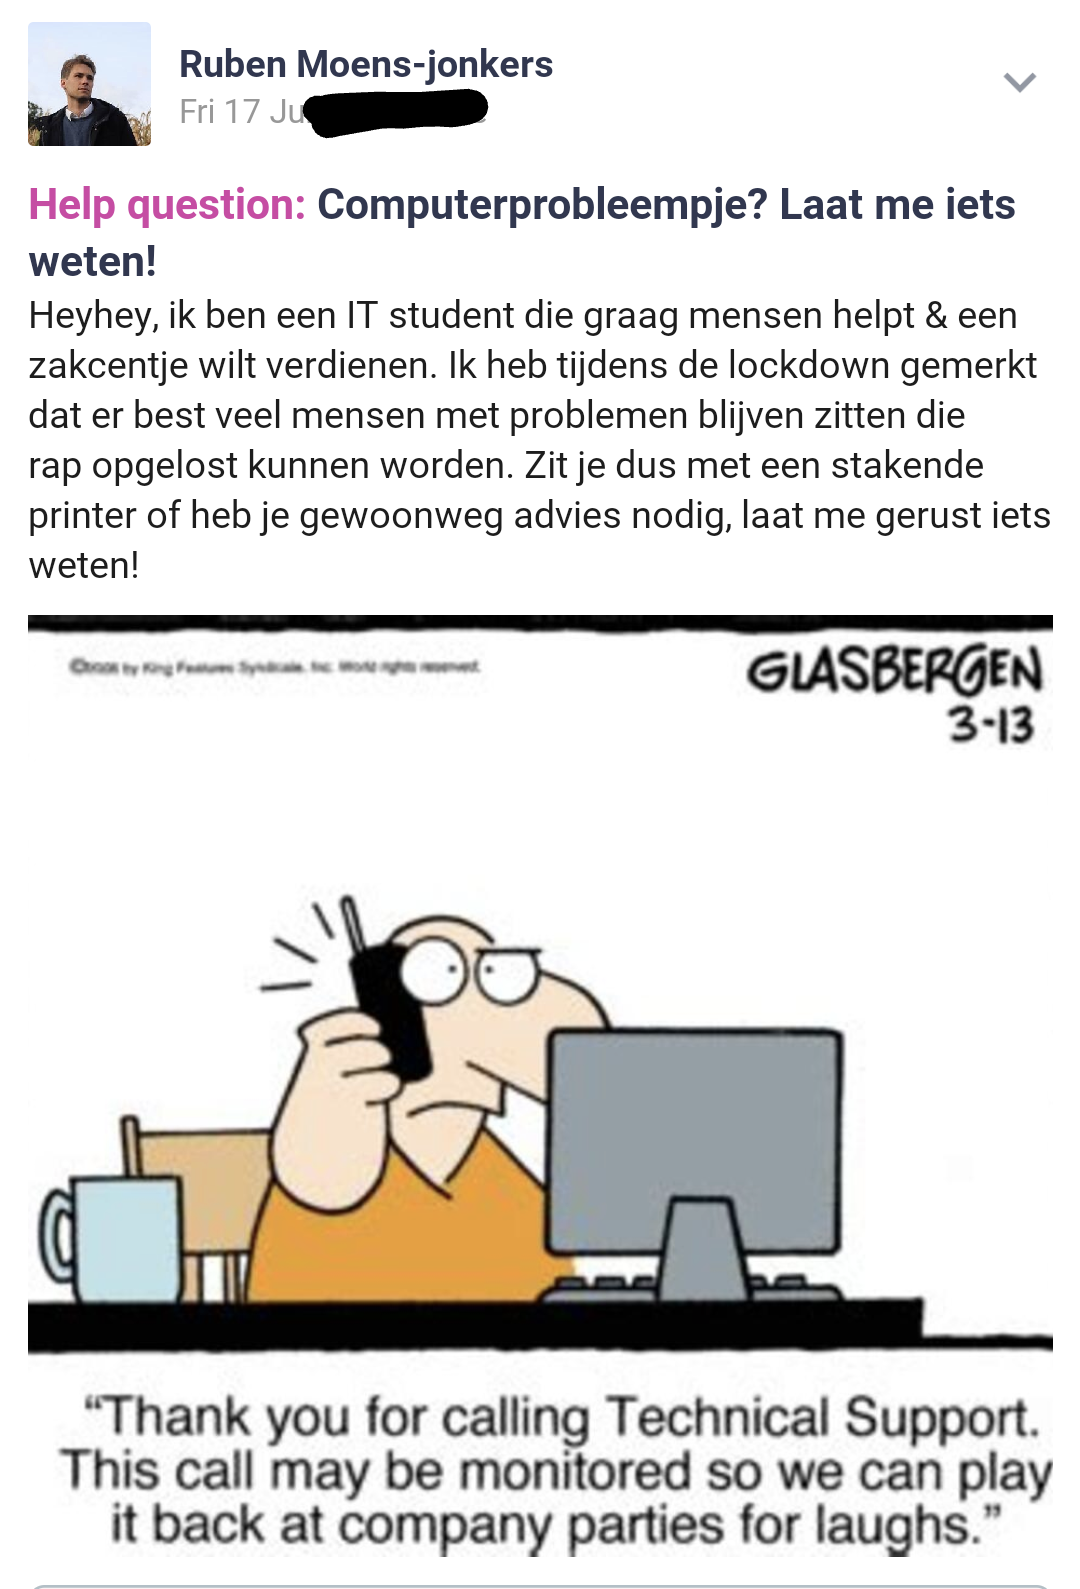 Ruben Moens-jonkers
Fri 17 Ju
Help question: Computerprobleempje? Laat me iets
weten!
Heyhey, ik ben een IT student die graag mensen helpt & een
zakcentje wilt verdienen. Ik heb tijdens de lockdown gemerkt
dat er best veel mensen met problemen blijven zitten die
rap opgelost kunnen worden. Zit je dus met een stakende
printer of heb je gewoonweg advies nodig, laat me gerust iets
weten!
by King Features Syndicate, Inc. World rights reserved.
GLASBERGEN
3-13
“Thank you for calling Technical Support.
This call may be monitored so we can play
it back at company parties for laughs.”